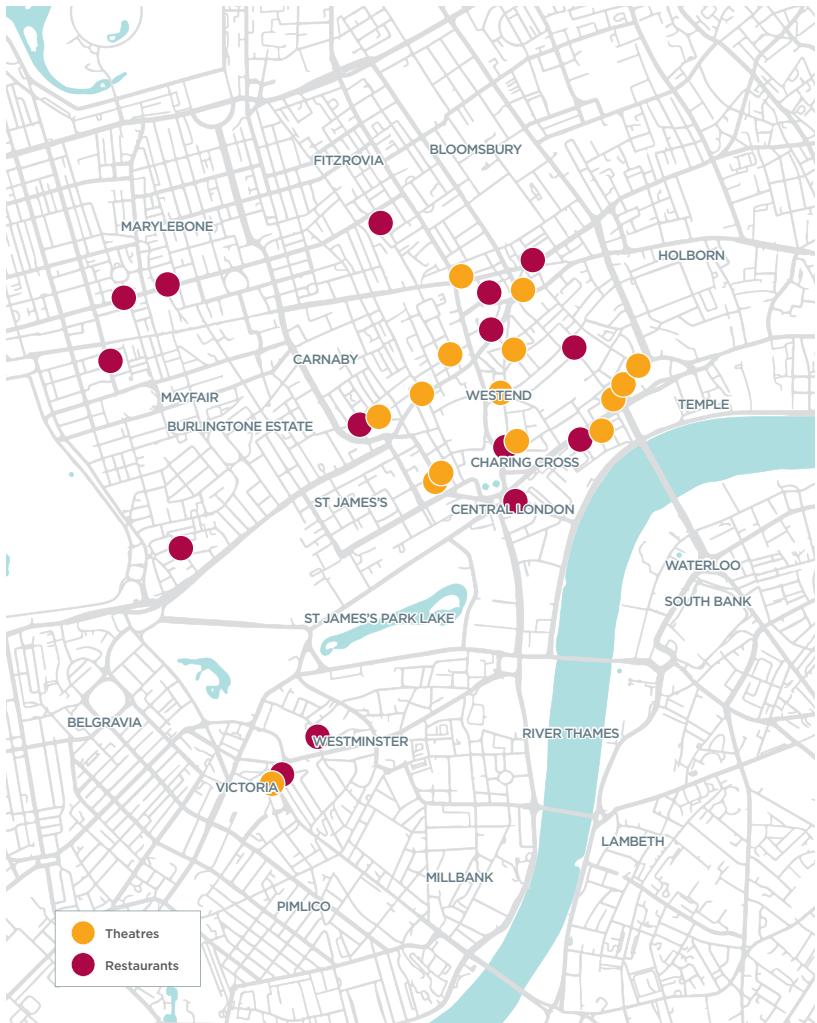 BLOOMSBURY
FITZROVIA
MARYLEBONE
HOLBORN
CARNABY
MAYFAIR
WESTEND
TEMPLE
BURLINGTONE ESTATE
CHARING CROSS
ST JAMES'S
CENTRAL LONDON
WATERLOO
SOUTH BANK
ST JAMES'S PARK LAKE
BELGRAVIA
RIVER THAMES
WESTMINSTER
VICTORIA
LAMBETH
MILLBANK
PIMLICO
Theatres
Restaurants